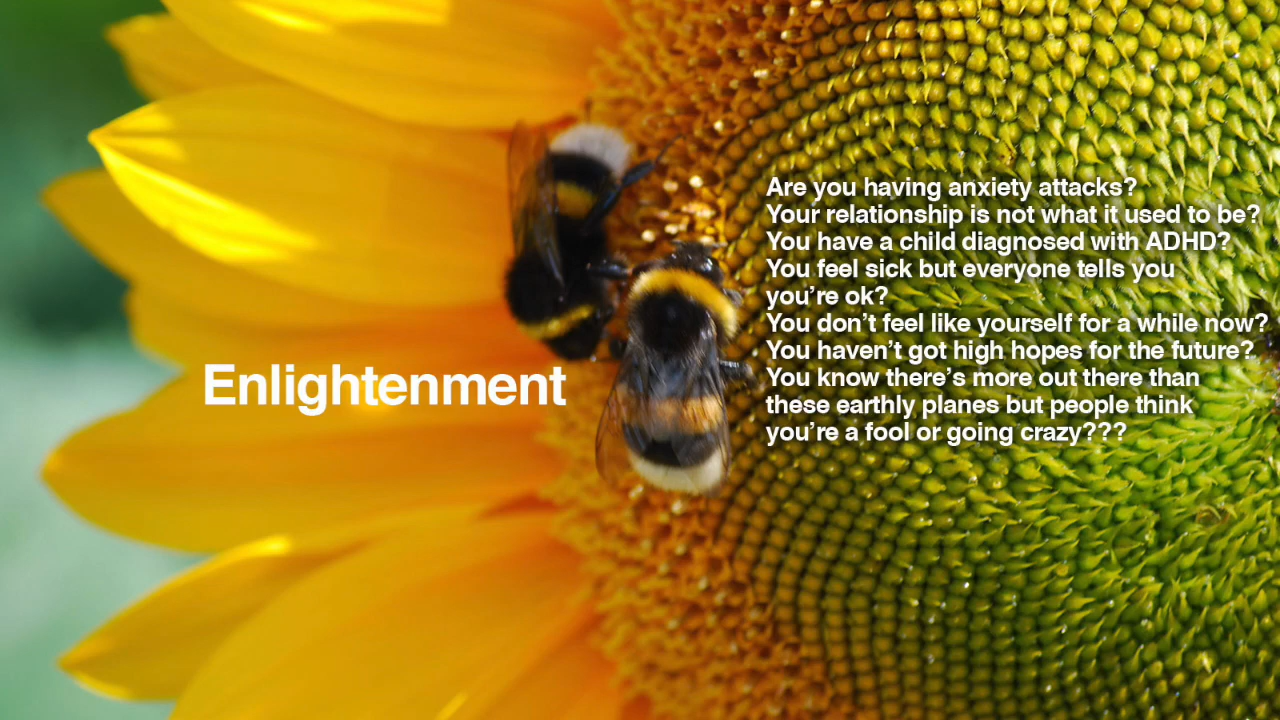 Enlightenment
Are you having anxiety attacks?
Your relationship is not what it used to be?
You have a child diagnosed with ADHD?
You feel sick but everyone tells you
you’re ok?
You don’t feel like yourself for a while now?
You haven’t got high hopes for the future?
You know there’s more out there than
these earthly planes but people think
you’re a fool or going crazy???